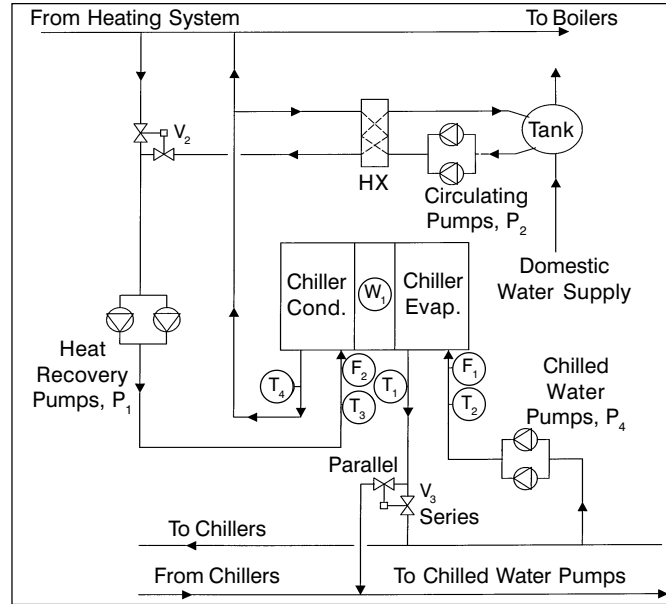 From Heating System
To Boilers
V2
HX
Tank
Circulating
Pumps, P2
Domestic
Water Supply
Chiller
Cond.
W1
Chiller
Evap.
Heat
Recovery
Pumps, P1
T4
F2
T3
T1
F1
T2
Chilled
Water
Pumps, P4
Parallel
V3
Series
To Chillers
From Chillers
To Chilled Water Pumps